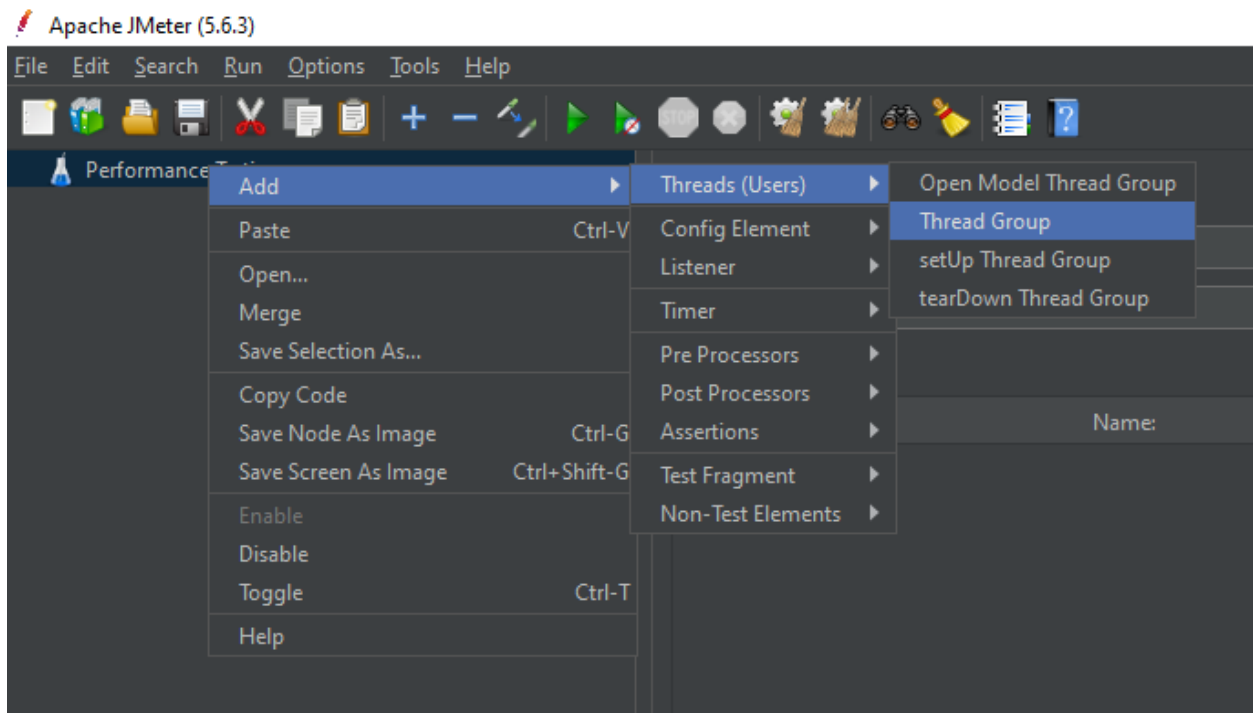 Apache JMeter (5.6.3)
File Edit Search Run Options Tools Help
STOP
Performance
Add
Paste Ctrl-V
Open...
Merge
Save Selection As...
Copy Code
Save Node As Image Ctrl-G
Save Screen As Image Ctrl+Shift-G
Enable
Disable
Toggle Ctrl-T
Help
Threads (Users)
Config Element
Listener
Timer
Pre Processors
Post Processors
Assertions
Test Fragment
Non-Test Elements
Open Model Thread Group
Thread Group
setUp Thread Group
tearDown Thread Group
Name: